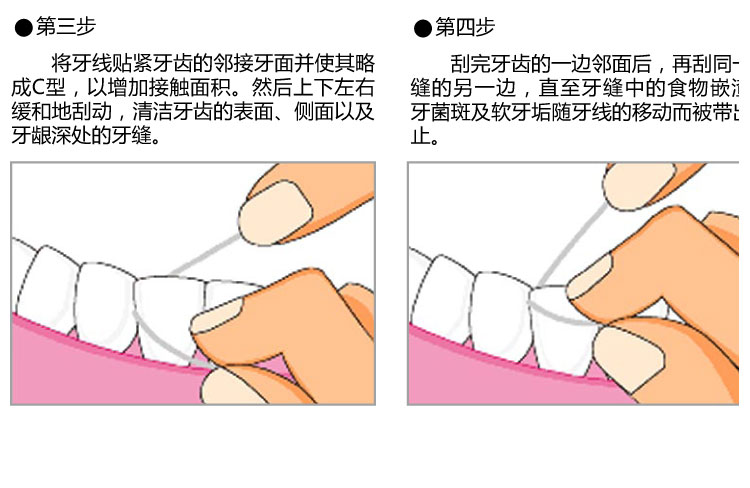 ●第三步
将牙线贴紧牙齿的邻接牙面并使其略
成C型，以增加接触面积。然后上下左右
缓和地刮动，清洁牙齿的表面、侧面以及
牙龈深处的牙缝。
●第四步
刮完牙齿的一边邻面后，再刮同一
缝的另一边，直至牙缝中的食物嵌渣
牙菌斑及软牙垢随牙线的移动而被带出
止。